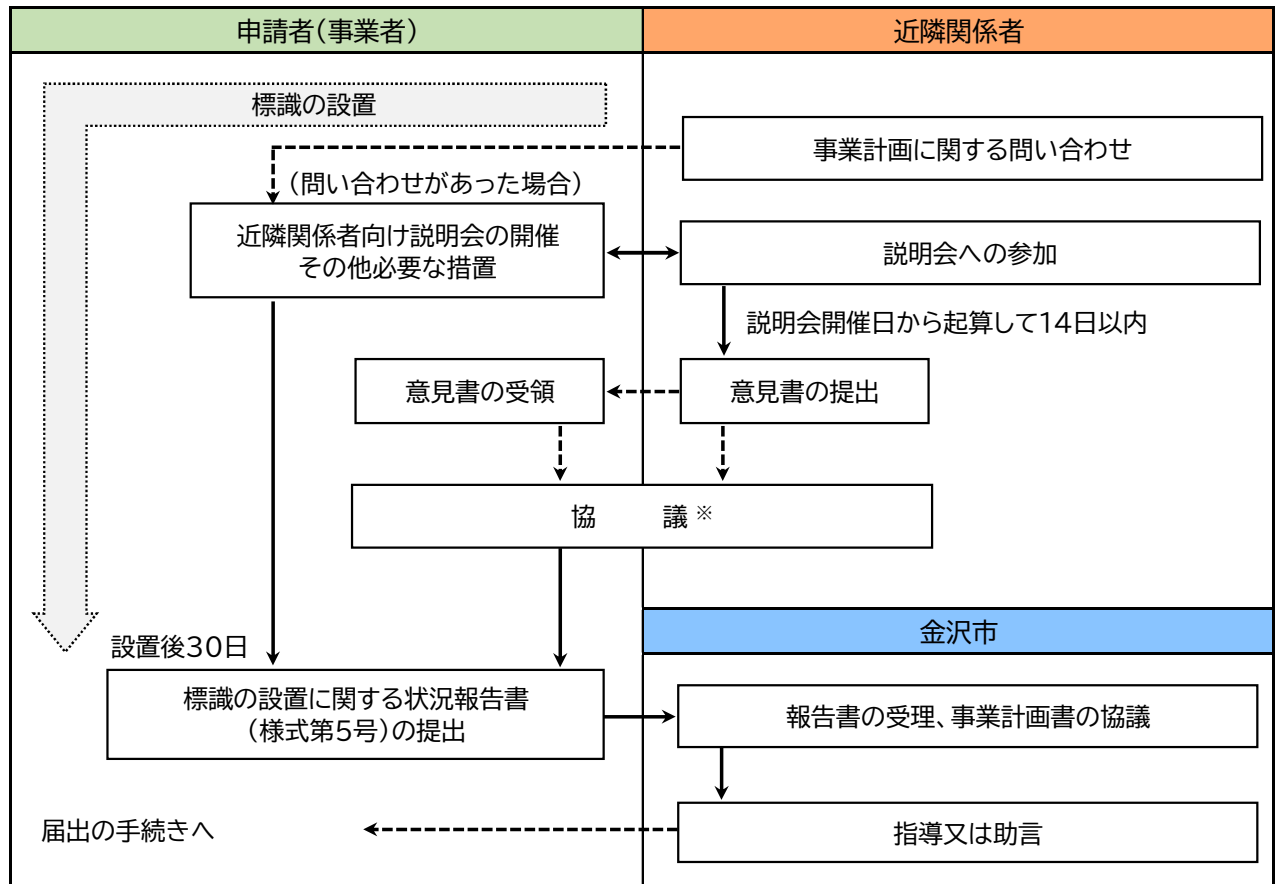 申請者(事業者)
近隣関係者
標識の設置
事業計画に関する問い合わせ
(問い合わせがあった場合)
近隣関係者向け説明会の開催
その他必要な措置
説明会への参加
説明会開催日から起算して14日以内
意見書の受領
意見書の提出
協　　議※
金沢市
設置後30日
標識の設置に関する状況報告書
(様式第5号)の提出
報告書の受理、事業計画書の協議
届出の手続きへ
指導又は助言